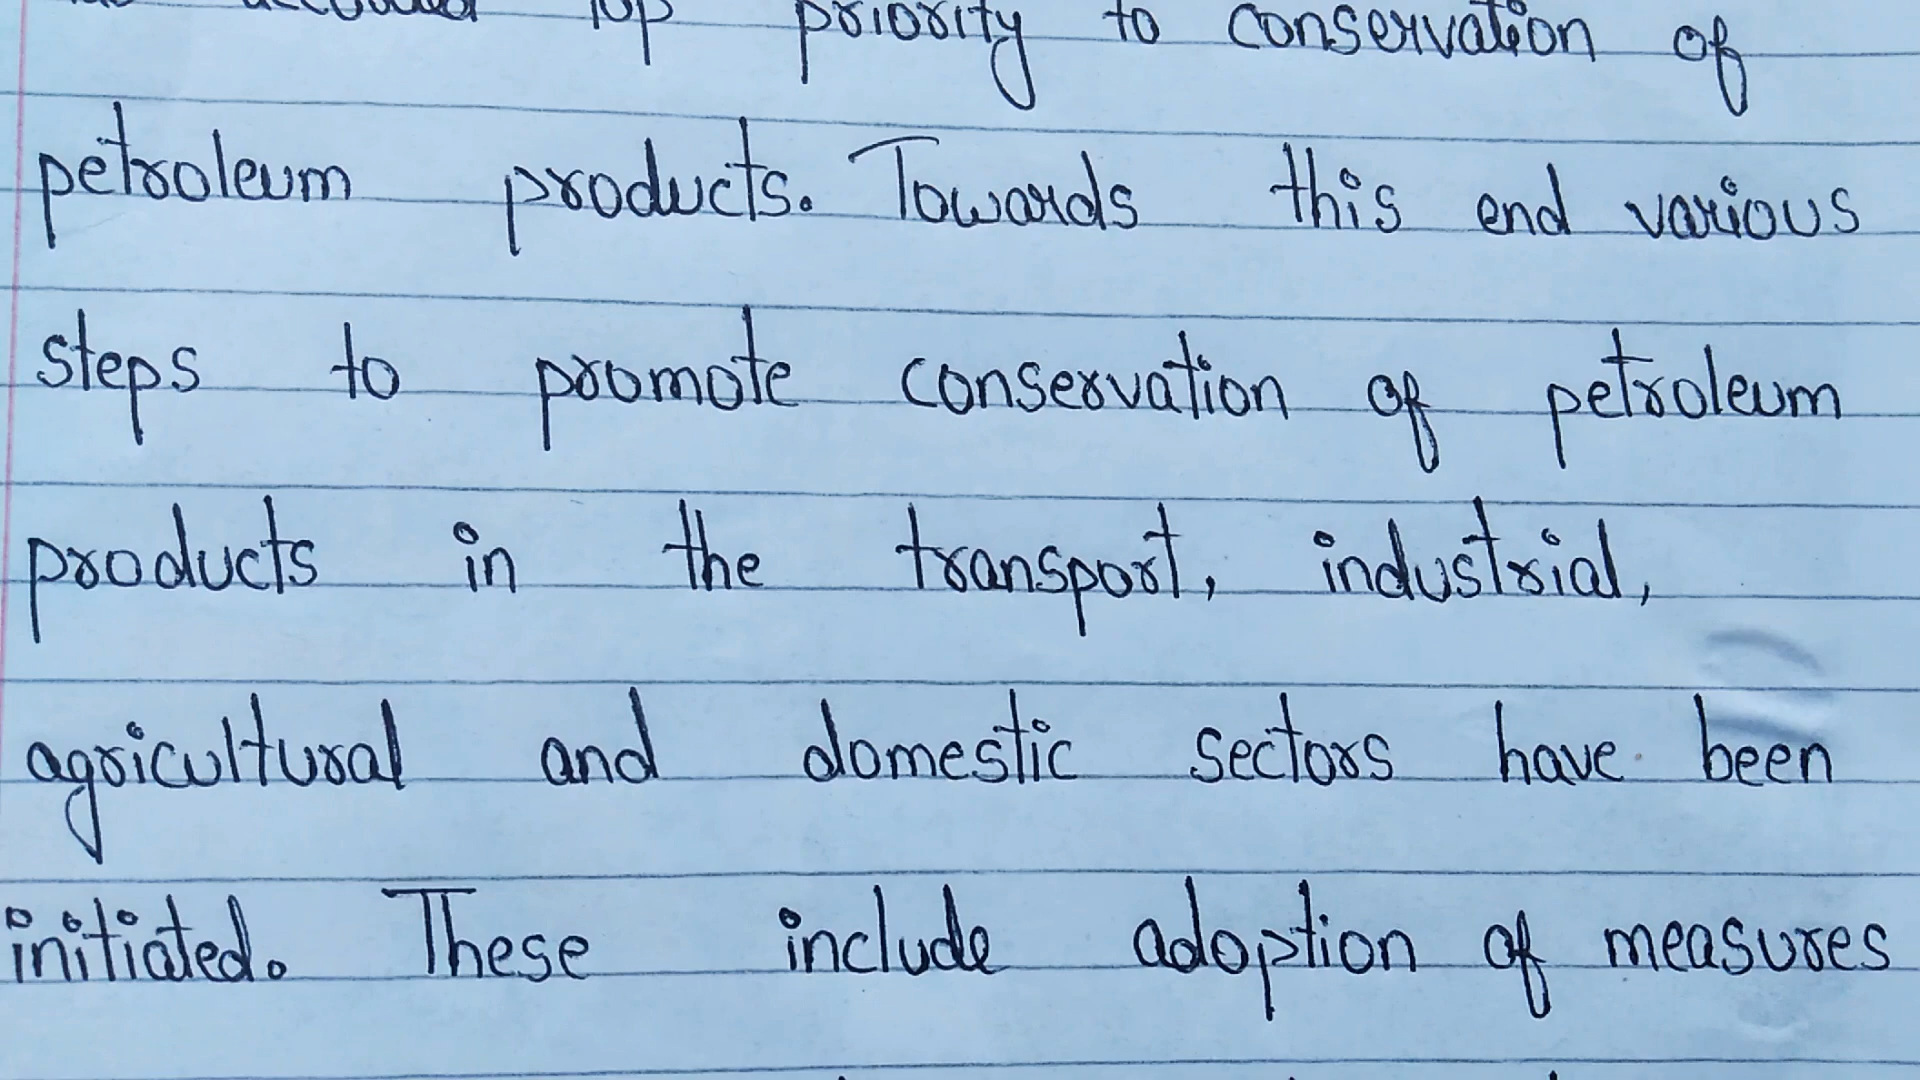 top priority to conservation of
petroleum products. Towards this end various
steps to promote conservation of petroleum
products in the transport, industrial,
agricultural and domestic sectors have been
initiated. These include adoption of measures